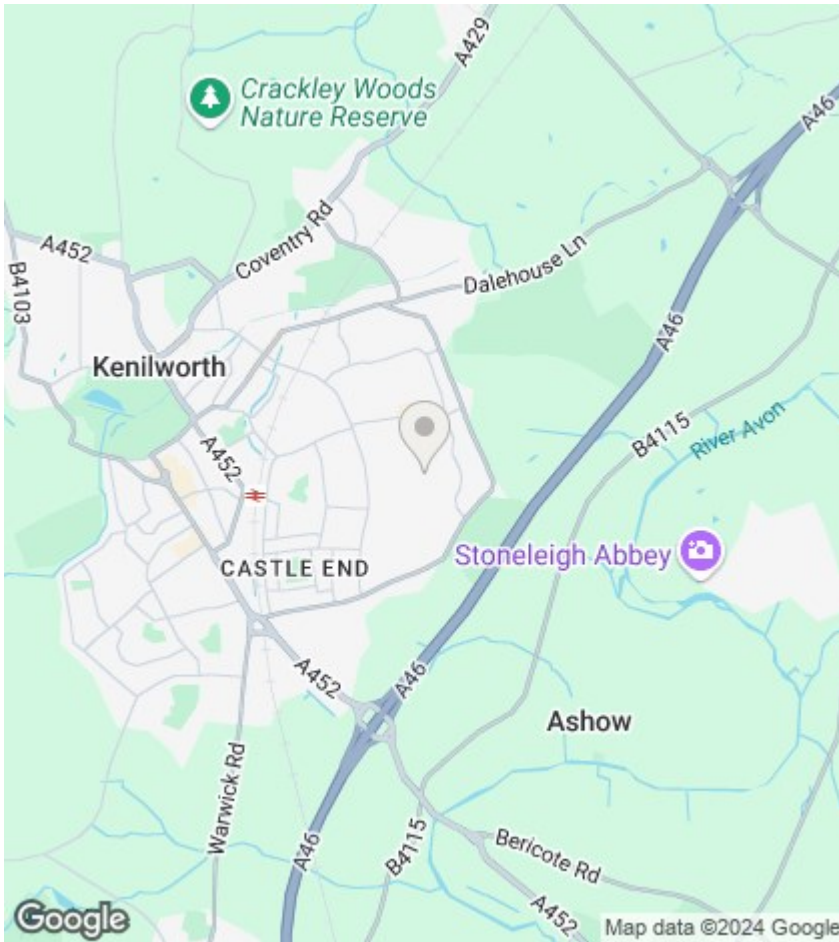 A429
Crackley Woods
Nature Reserve
A46
A452
Coventry Rd
B4103
Dalehouse Ln
Kenilworth
A46
B4115
River Avon
A452
Stoneleigh Abbey
CASTLE END
A452
A46
Ashow
Warwick Rd
A46
B4115
Bericote Rd
A452
Google
Map data ©2024 Google